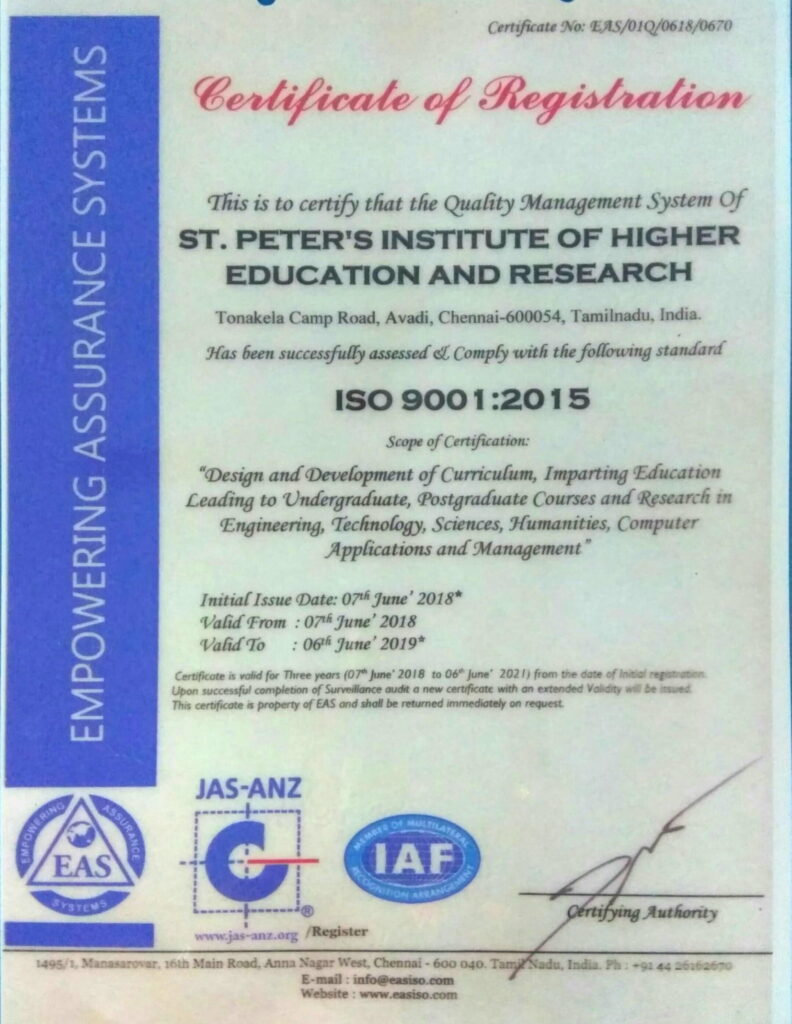 Certificate No: EAS/01Q/0618/0670
Certificate of Registration
EMPOWERING ASSURANCE SYSTEMS
This is to certify that the Quality Management System Of
ST. PETER'S INSTITUTE OF HIGHER
EDUCATION AND RESEARCH
Tonakela Camp Road, Avadi, Chennai-600054, Tamilnadu, India.
Has been successfully assessed & Comply with the following standard
ISO 9001:2015
Scope of Certification:
“Design and Development of Curriculum, Imparting Education
Leading to Undergraduate, Postgraduate Courses and Research in
Engineering, Technology, Sciences, Humanities, Computer
Applications and Management”
Initial Issue Date: 07th June’ 2018*
Valid From : 07th June’ 2018
Valid To : 06th June’ 2019*
Certificate is valid for Three years (07th June’ 2018 to 06th June’ 2021) from the date of Initial registration.
Upon successful completion of Surveillance audit a new certificate with an extended Validity will be issued.
This certificate is property of EAS and shall be returned immediately on request.
EMPOWERING ASSURANCE
EAS
SYSTEMS
JAS-ANZ
®
www.jas-anz.org /Register
MEMBER OF MULTILATERAL
IAF
RECOGNITION ARRANGEMENT
Certifying Authority
1495/1, Manasarovar, 16th Main Road, Anna Nagar West, Chennai - 600 040. Tamil Nadu, India. Ph : +91 44 26162670
E-mail : info@easiso.com
Website : www.easiso.com